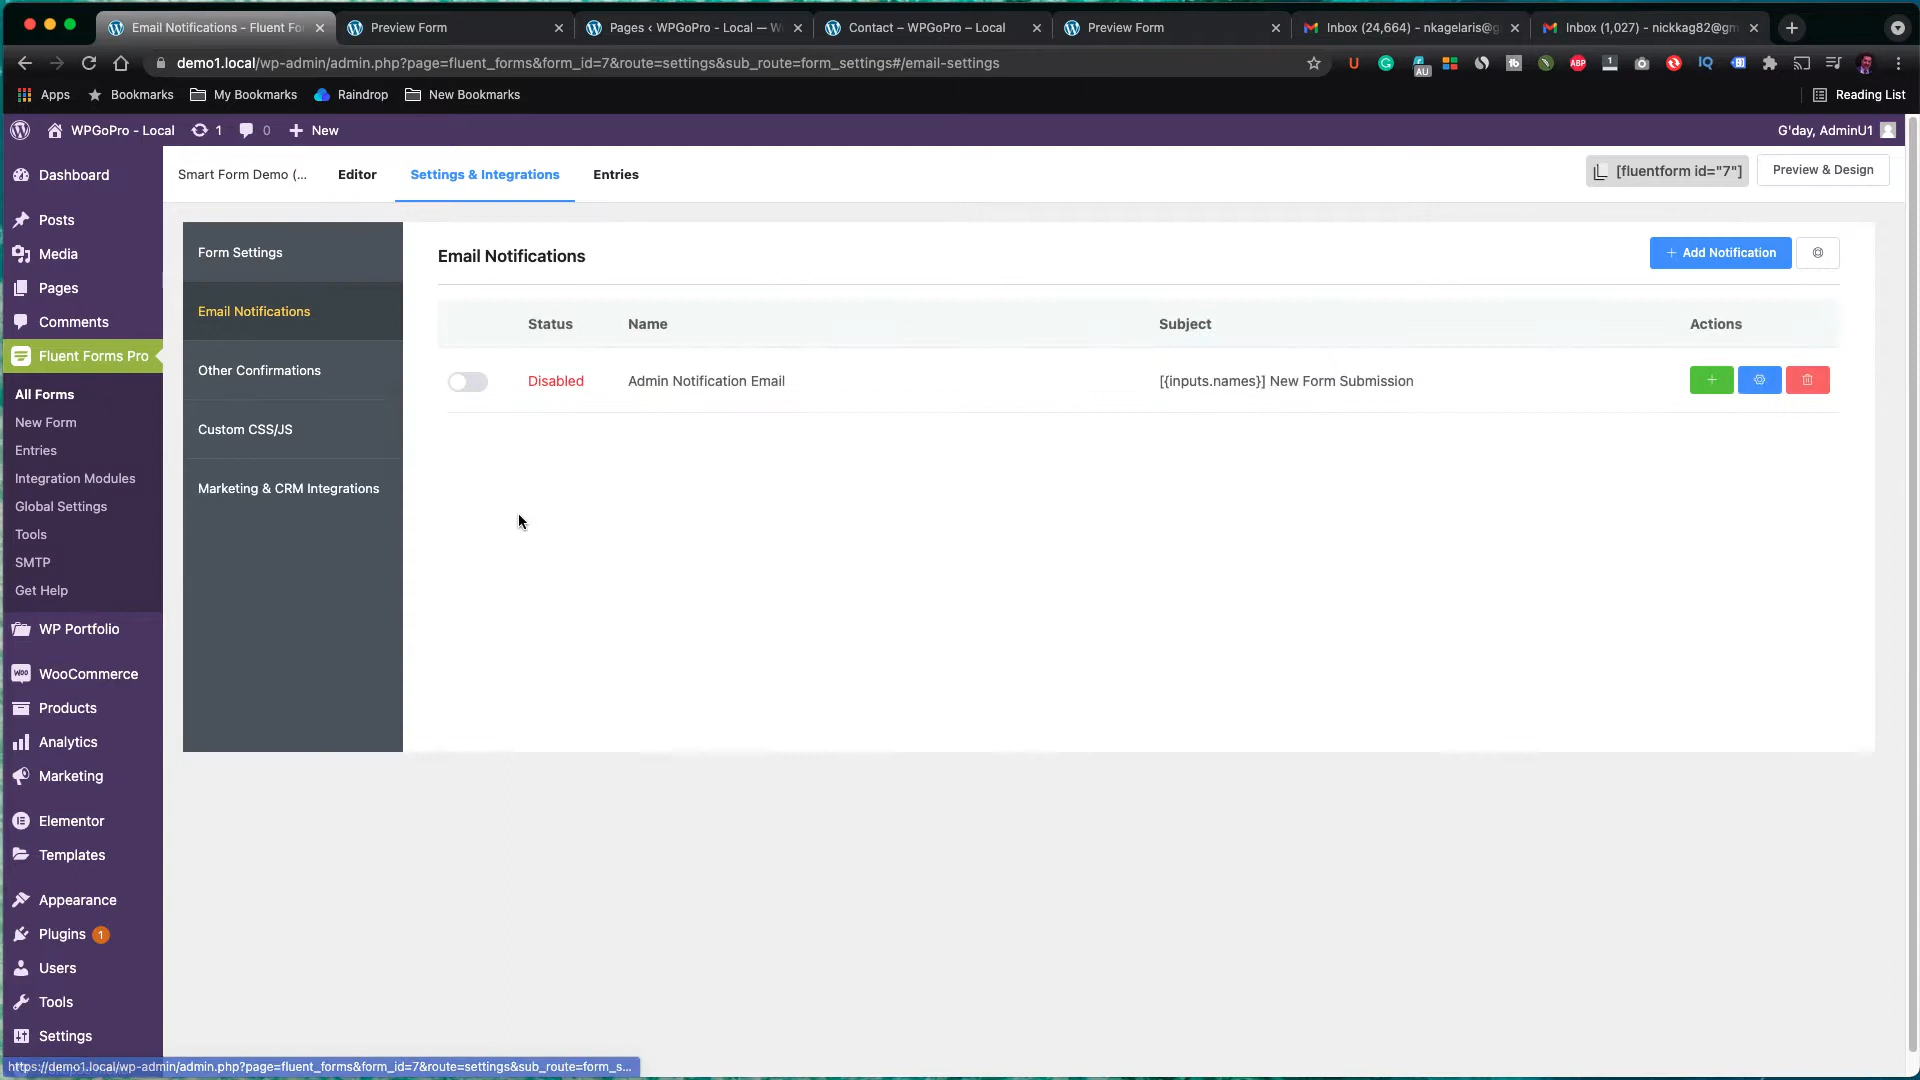 Email Notifications - Fluent Fo
Preview Form
Pages ‹ WPGoPro - Local — W
Contact – WPGoPro – Local
Preview Form
Inbox (24,664) - nkagelaris@g
Inbox (1,027) - nickkag82@gm
demo1.local/wp-admin/admin.php?page=fluent_forms&form_id=7&route=settings&sub_route=form_settings#/email-settings
U
AU
ABP
1
IQ
Apps
Bookmarks
My Bookmarks
Raindrop
New Bookmarks
Reading List
WPGoPro - Local
1
0
New
G'day, AdminU1
Dashboard
Posts
Media
Pages
Comments
Fluent Forms Pro
All Forms
New Form
Entries
Integration Modules
Global Settings
Tools
SMTP
Get Help
WP Portfolio
WooCommerce
Products
Analytics
Marketing
Elementor
Templates
Appearance
Plugins 1
Users
Tools
Settings
Smart Form Demo (...
Editor
Settings & Integrations
Entries
[fluentform id="7"]
Preview & Design
Form Settings
Email Notifications
Other Confirmations
Custom CSS/JS
Marketing & CRM Integrations
Email Notifications
+ Add Notification
Status
Name
Subject
Actions
Disabled
Admin Notification Email
[{inputs.names}] New Form Submission
https://demo1.local/wp-admin/admin.php?page=fluent_forms&form_id=7&route=settings&sub_route=form_s...